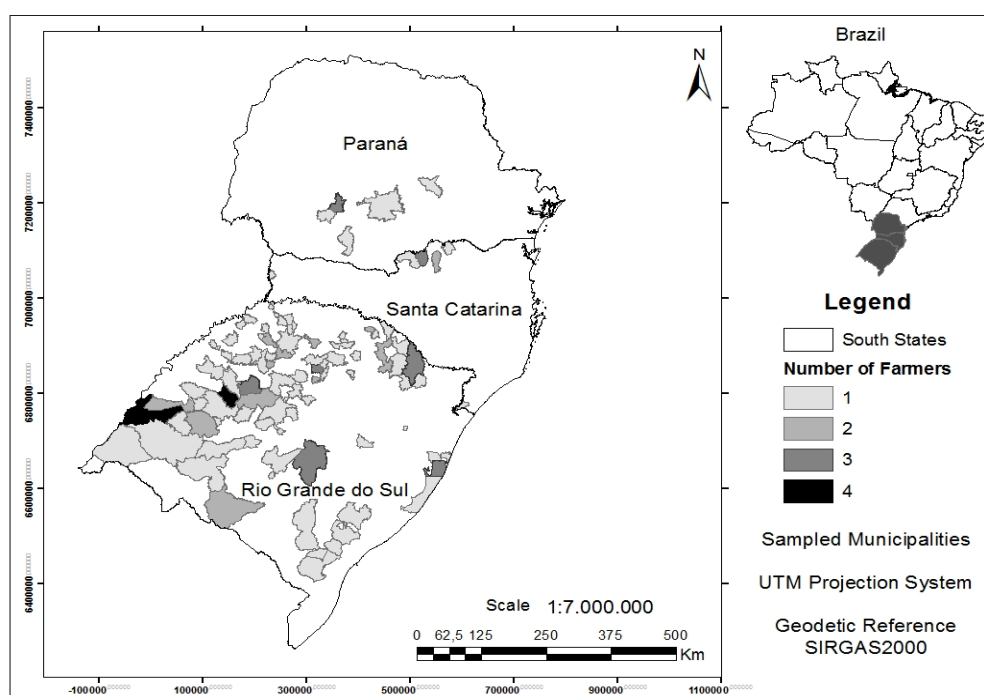 Brazil
N
Paraná
Santa Catarina
Rio Grande do Sul
7400000
7200000
7000000
6800000
6600000
6400000
-100000
100000
300000
500000
700000
900000
1100000
Scale 1:7.000.000
0 62,5 125 250 375 500
Km
Legend
South States
Number of Farmers
1
2
3
4
Sampled Municipalities
UTM Projection System
Geodetic Reference
SIRGAS2000